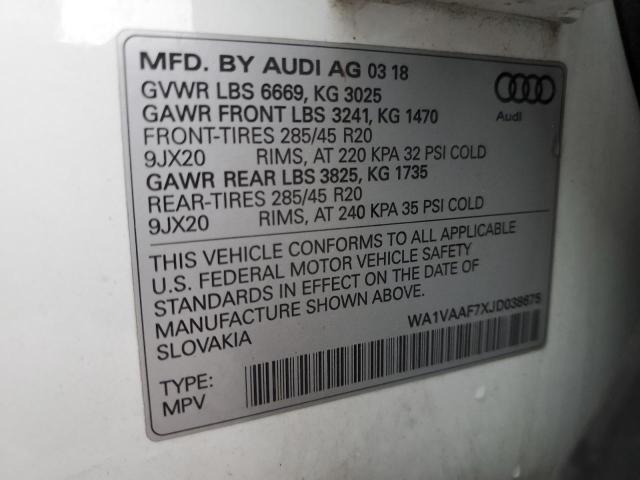 MFD. BY AUDI AG 03 18
GVWR LBS 6669, KG 3025
GAWR FRONT LBS 3241, KG 1470
FRONT-TIRES 285/45 R20
9JX20 RIMS, AT 220 KPA 32 PSI COLD
GAWR REAR LBS 3825, KG 1735
REAR-TIRES 285/45 R20
9JX20 RIMS, AT 240 KPA 35 PSI COLD
Audi
THIS VEHICLE CONFORMS TO ALL APPLICABLE
U.S. FEDERAL MOTOR VEHICLE SAFETY
STANDARDS IN EFFECT ON THE DATE OF
MANUFACTURE SHOWN ABOVE.
SLOVAKIA
WA1VAAF7XJD038675
TYPE:
MPV